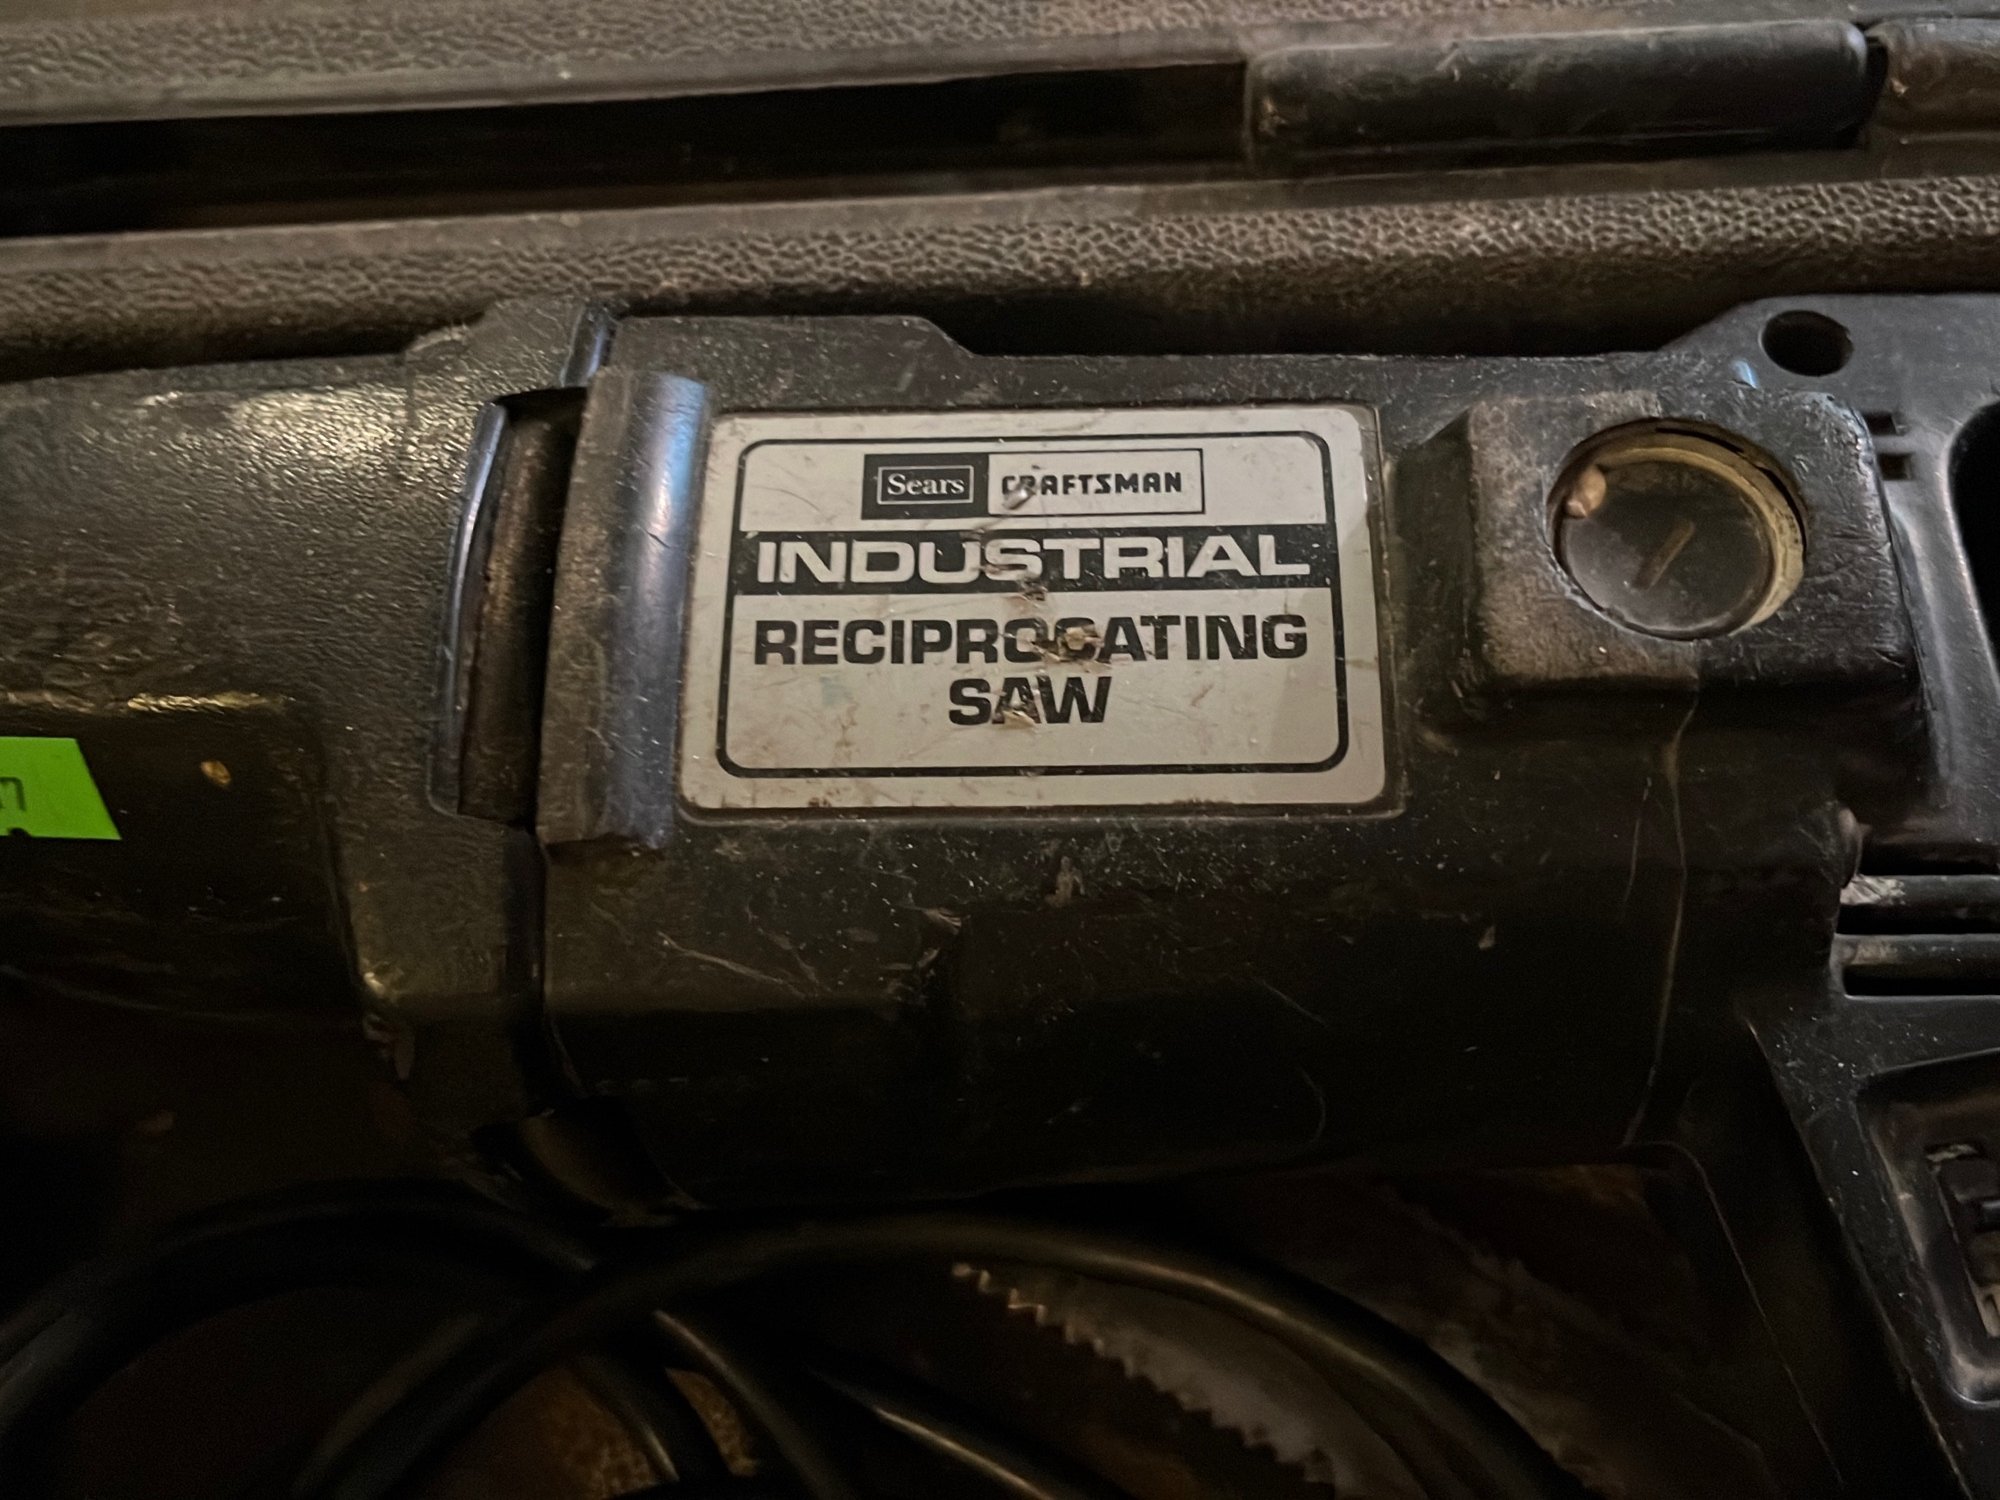 Sears CRAFTSMAN
INDUSTRIAL
RECIPROCATING
SAW